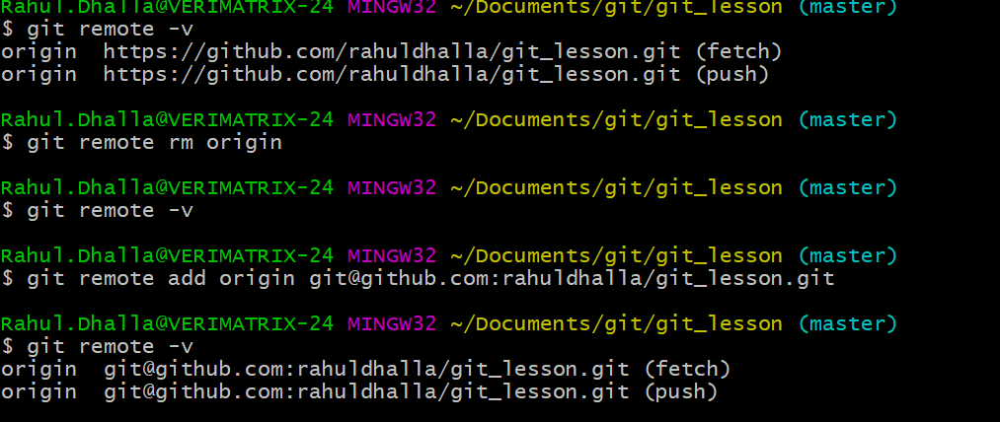 Rahul.Dhalla@VERIMATRIX-24 MINGW32 ~/Documents/git/git_lesson (master)
$ git remote -v
origin  https://github.com/rahuldhalla/git_lesson.git (fetch)
origin  https://github.com/rahuldhalla/git_lesson.git (push)
Rahul.Dhalla@VERIMATRIX-24 MINGW32 ~/Documents/git/git_lesson (master)
$ git remote rm origin
Rahul.Dhalla@VERIMATRIX-24 MINGW32 ~/Documents/git/git_lesson (master)
$ git remote -v
Rahul.Dhalla@VERIMATRIX-24 MINGW32 ~/Documents/git/git_lesson (master)
$ git remote add origin git@github.com:rahuldhalla/git_lesson.git
Rahul.Dhalla@VERIMATRIX-24 MINGW32 ~/Documents/git/git_lesson (master)
$ git remote -v
origin  git@github.com:rahuldhalla/git_lesson.git (fetch)
origin  git@github.com:rahuldhalla/git_lesson.git (push)